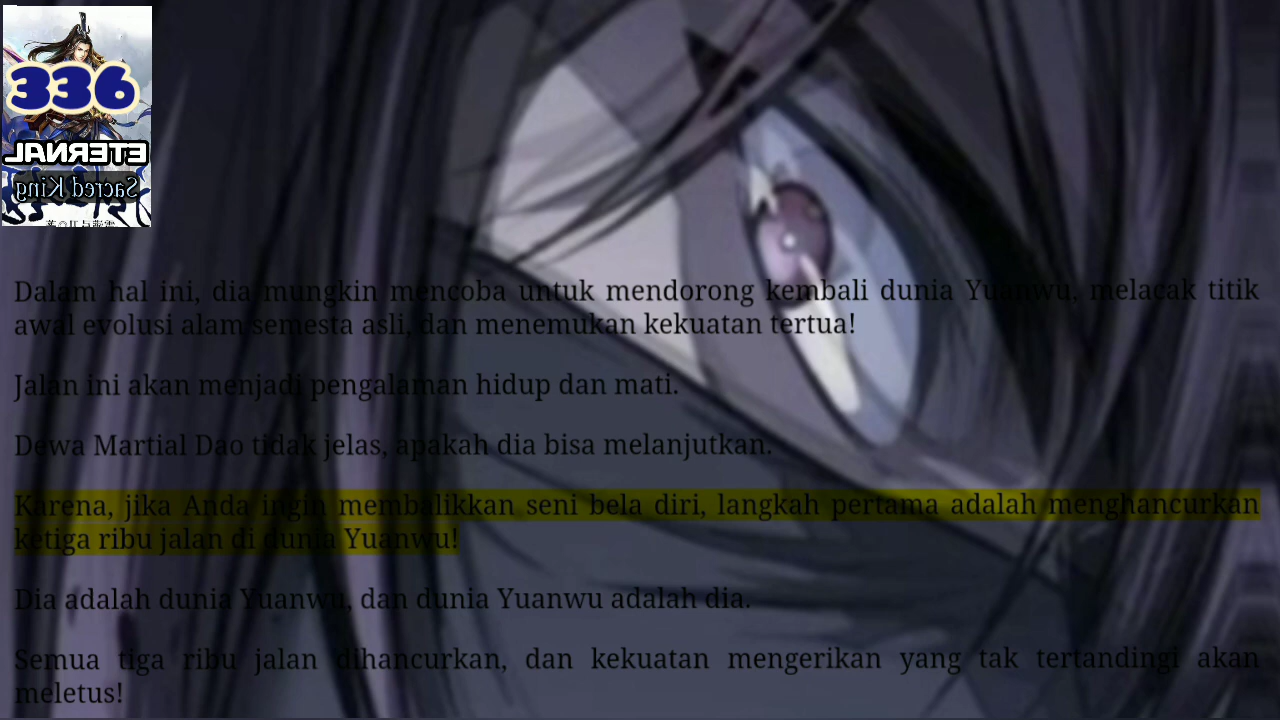 336
ETERNAL
Sacred King
Dalam hal ini, dia mungkin mencoba untuk mendorong kembali dunia Yuanwu, melacak titik
awal evolusi alam semesta asli, dan menemukan kekuatan tertua!
Jalan ini akan menjadi pengalaman hidup dan mati.
Dewa Martial Dao tidak jelas, apakah dia bisa melanjutkan.
Karena, jika Anda ingin membalikkan seni bela diri, langkah pertama adalah menghancurkan
ketiga ribu jalan di dunia Yuanwu!
Dia adalah dunia Yuanwu, dan dunia Yuanwu adalah dia.
Semua tiga ribu jalan dihancurkan, dan kekuatan mengerikan yang tak tertandingi akan
meletus!